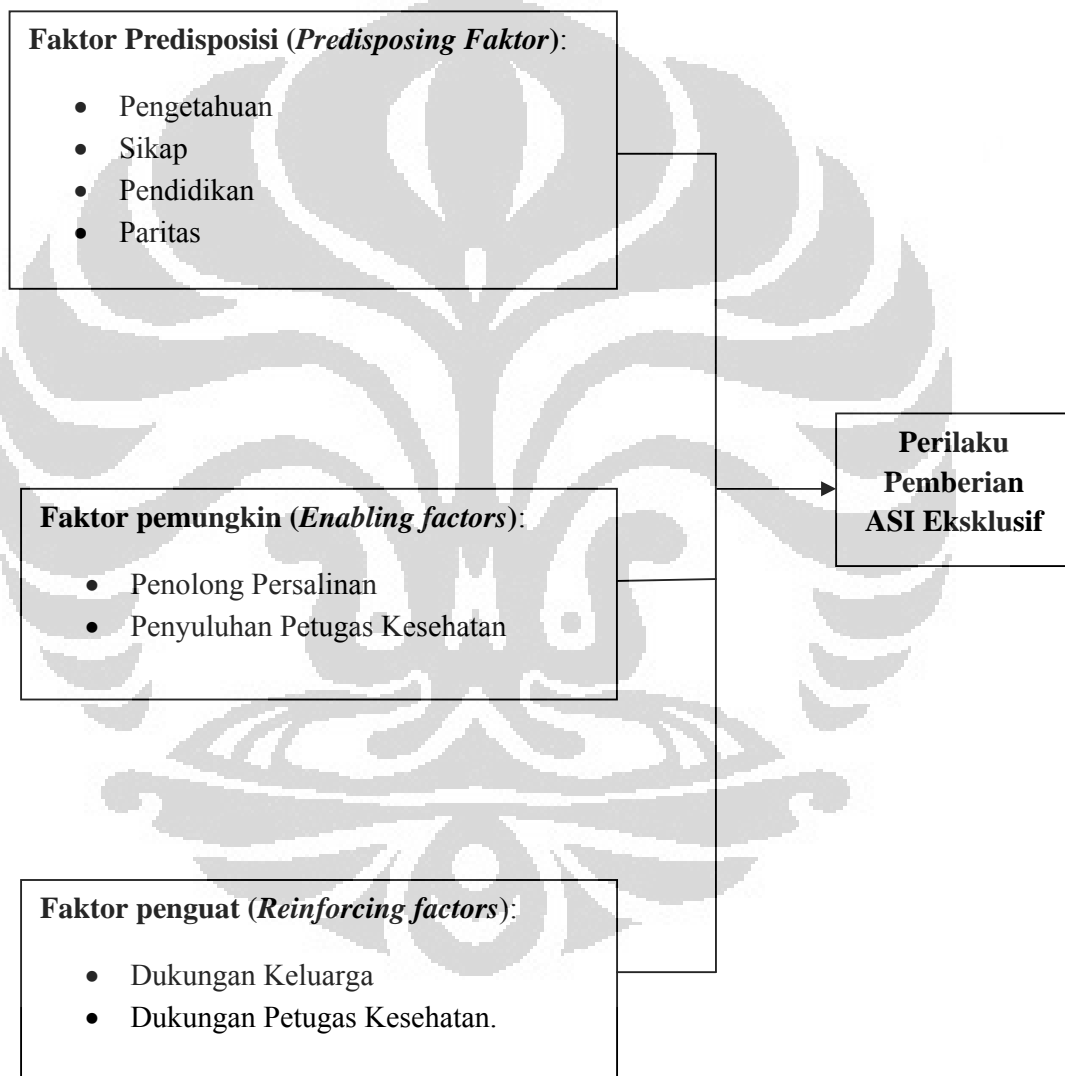 Faktor Predisposisi (Predisposing Faktor):
• Pengetahuan
• Sikap
• Pendidikan
• Paritas
Perilaku
Pemberian
ASI Eksklusif
Faktor pemungkin (Enabling factors):
• Penolong Persalinan
• Penyuluhan Petugas Kesehatan
Faktor penguat (Reinforcing factors):
• Dukungan Keluarga
• Dukungan Petugas Kesehatan.